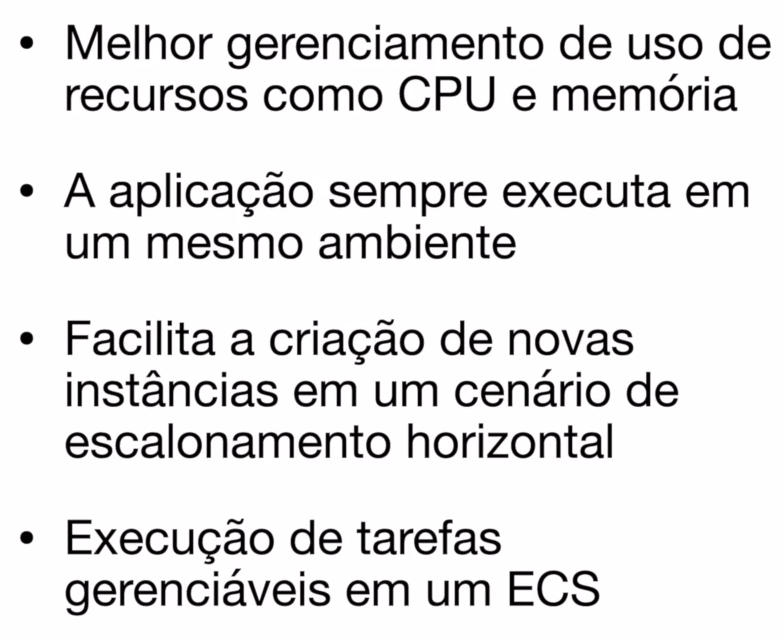 • Melhor gerenciamento de uso de
recursos como CPU e memória
• A aplicação sempre executa em
um mesmo ambiente
• Facilita a criação de novas
instâncias em um cenário de
escalonamento horizontal
• Execução de tarefas
gerenciáveis em um ECS